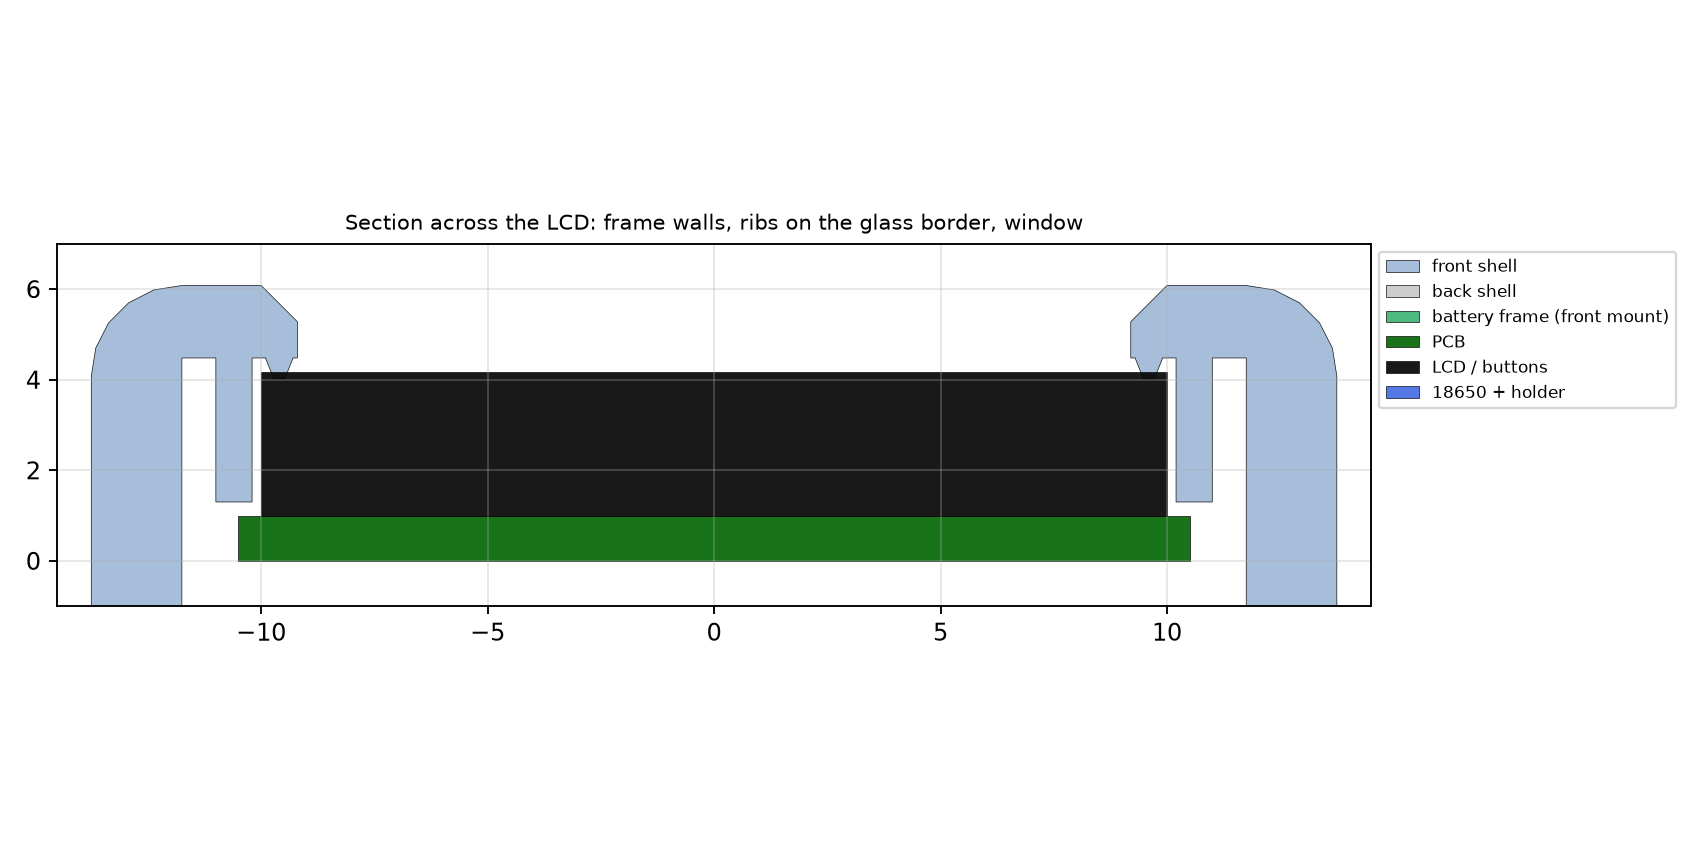 Section across the LCD: frame walls, ribs on the glass border, window
6
4
2
0
−10
−5
0
5
10
front shell
back shell
battery frame (front mount)
PCB
LCD / buttons
18650 + holder